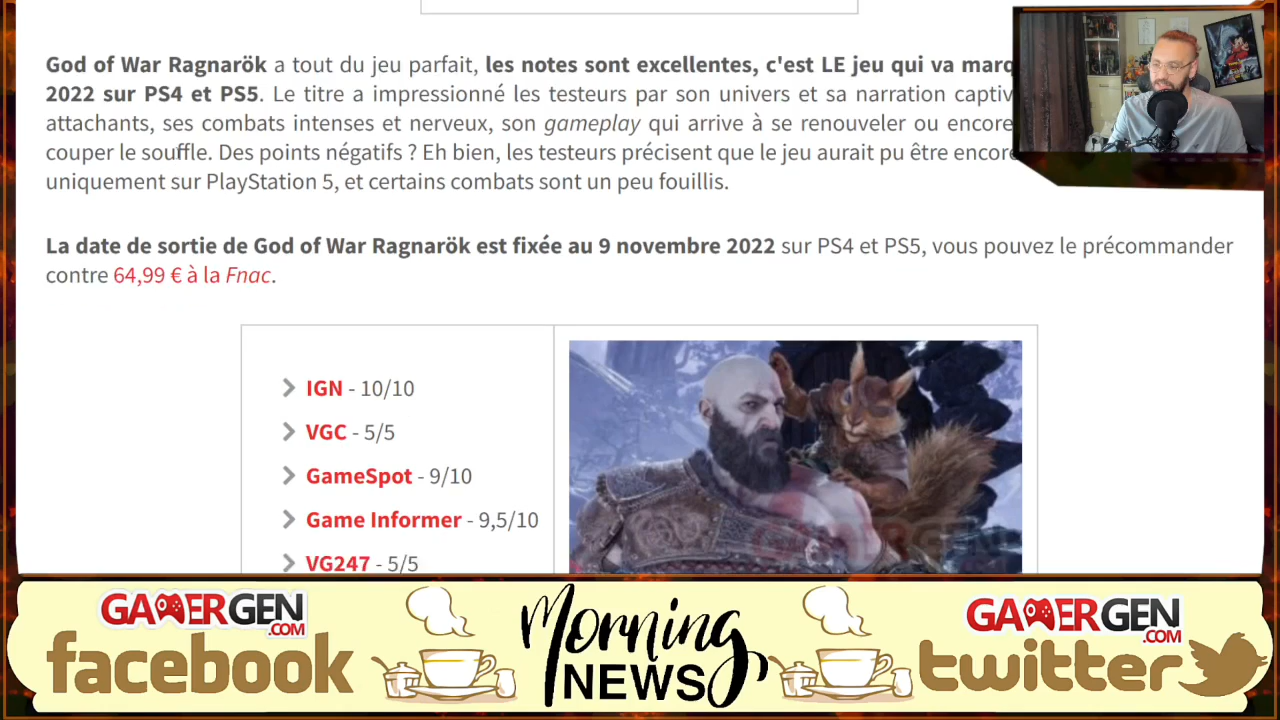 God of War Ragnarök a tout du jeu parfait, les notes sont excellentes, c'est LE jeu qui va
2022 sur PS4 et PS5. Le titre a impressionné les testeurs par son univers et sa narration
attachants, ses combats intenses et nerveux, son gameplay qui arrive à se renouveler ou encore
couper le souffle. Des points négatifs ? Eh bien, les testeurs précisent que le jeu aurait pu être
uniquement sur PlayStation 5, et certains combats sont un peu fouillis.
La date de sortie de God of War Ragnarök est fixée au 9 novembre 2022 sur PS4 et PS5, vous pouvez le précommander
contre 64,99 € à la Fnac.
IGN - 10/10
VGC - 5/5
GameSpot - 9/10
Game Informer - 9,5/10
VG247 - 5/5
GAMERGEN
GAMERGEN
.COM
facebook
Morning
NEWS
GAMERGEN
.COM
twitter